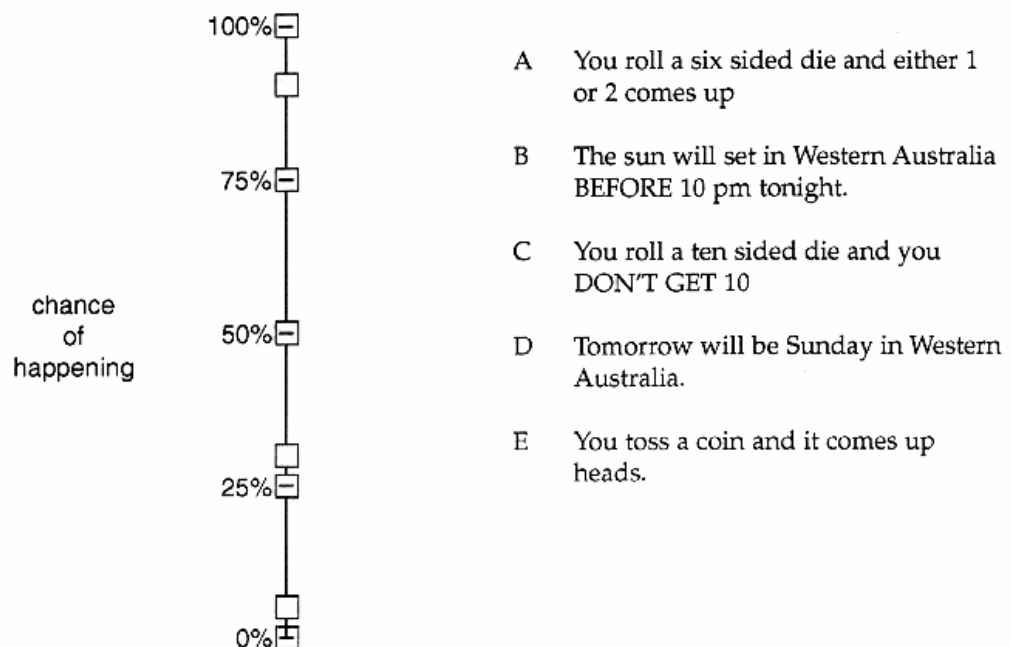 100%
75%
chance
of
happening
50%
25%
0%
A You roll a six sided die and either 1
or 2 comes up
B The sun will set in Western Australia
BEFORE 10 pm tonight.
C You roll a ten sided die and you
DON'T GET 10
D Tomorrow will be Sunday in Western
Australia.
E You toss a coin and it comes up
heads.